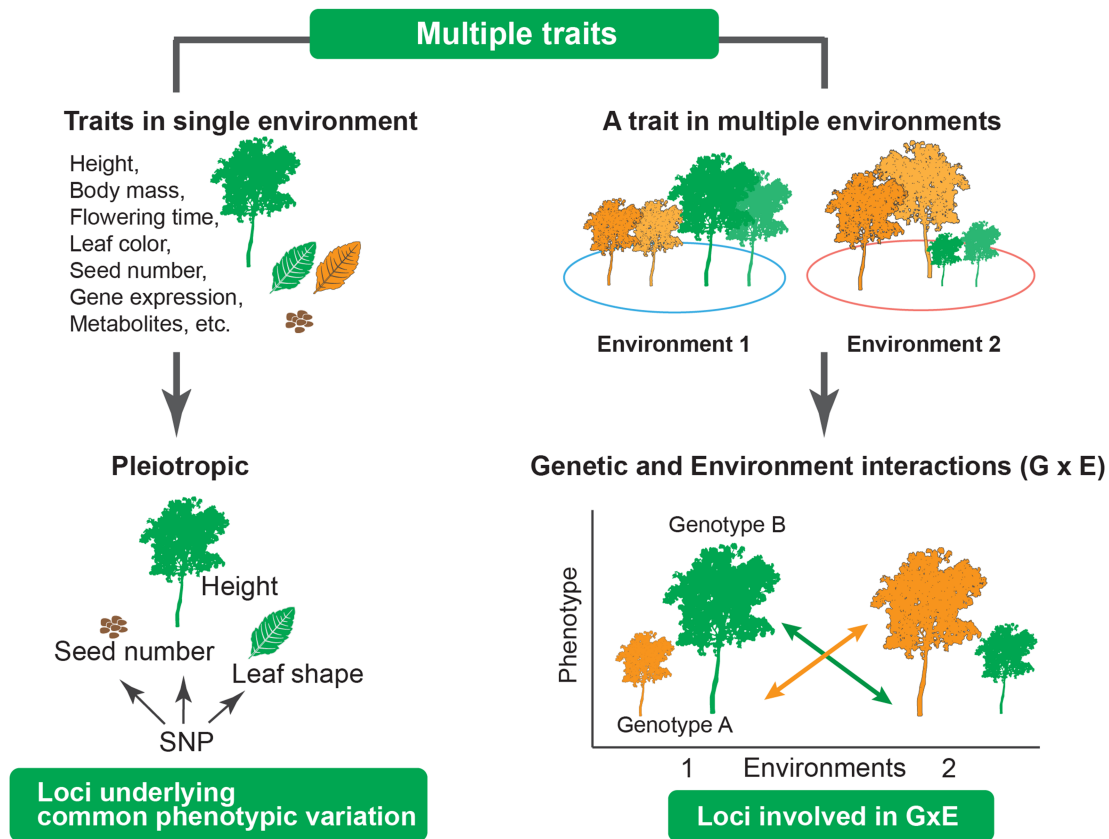 Multiple traits
Traits in single environment
Height,
Body mass,
Flowering time,
Leaf color,
Seed number,
Gene expression,
Metabolites, etc.
A trait in multiple environments
Environment 1
Environment 2
Pleiotropic
Height
Seed number
Leaf shape
SNP
Loci underlying
common phenotypic variation
Genetic and Environment interactions (G x E)
Phenotype
Genotype B
Genotype A
1 Environments 2
Loci involved in GxE